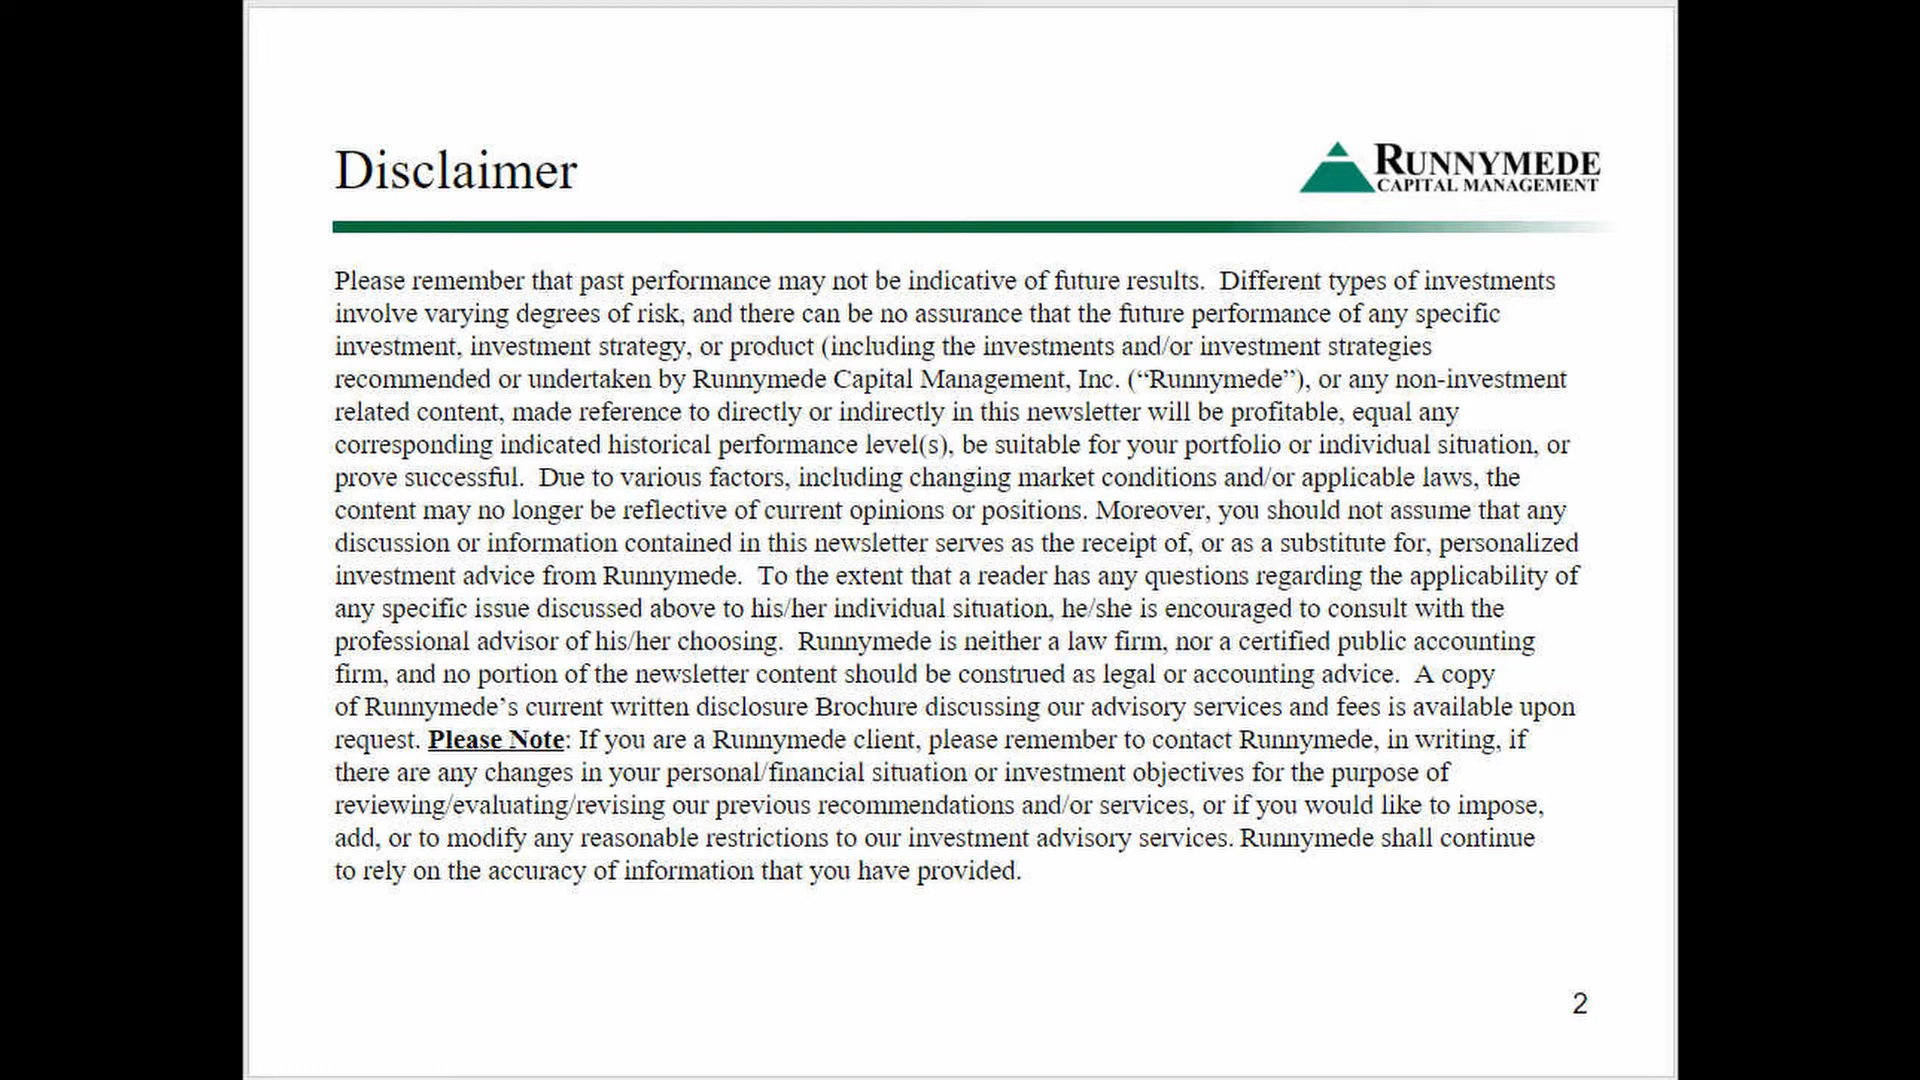 Disclaimer
RUNNYMEDE
CAPITAL MANAGEMENT
Please remember that past performance may not be indicative of future results.  Different types of investments
involve varying degrees of risk, and there can be no assurance that the future performance of any specific
investment, investment strategy, or product (including the investments and/or investment strategies
recommended or undertaken by Runnymede Capital Management, Inc. (“Runnymede”), or any non-investment
related content, made reference to directly or indirectly in this newsletter will be profitable, equal any
corresponding indicated historical performance level(s), be suitable for your portfolio or individual situation, or
prove successful.  Due to various factors, including changing market conditions and/or applicable laws, the
content may no longer be reflective of current opinions or positions. Moreover, you should not assume that any
discussion or information contained in this newsletter serves as the receipt of, or as a substitute for, personalized
investment advice from Runnymede.  To the extent that a reader has any questions regarding the applicability of
any specific issue discussed above to his/her individual situation, he/she is encouraged to consult with the
professional advisor of his/her choosing.  Runnymede is neither a law firm, nor a certified public accounting
firm, and no portion of the newsletter content should be construed as legal or accounting advice.  A copy
of Runnymede’s current written disclosure Brochure discussing our advisory services and fees is available upon
request. Please Note: If you are a Runnymede client, please remember to contact Runnymede, in writing, if
there are any changes in your personal/financial situation or investment objectives for the purpose of
reviewing/evaluating/revising our previous recommendations and/or services, or if you would like to impose,
add, or to modify any reasonable restrictions to our investment advisory services. Runnymede shall continue
to rely on the accuracy of information that you have provided.
2